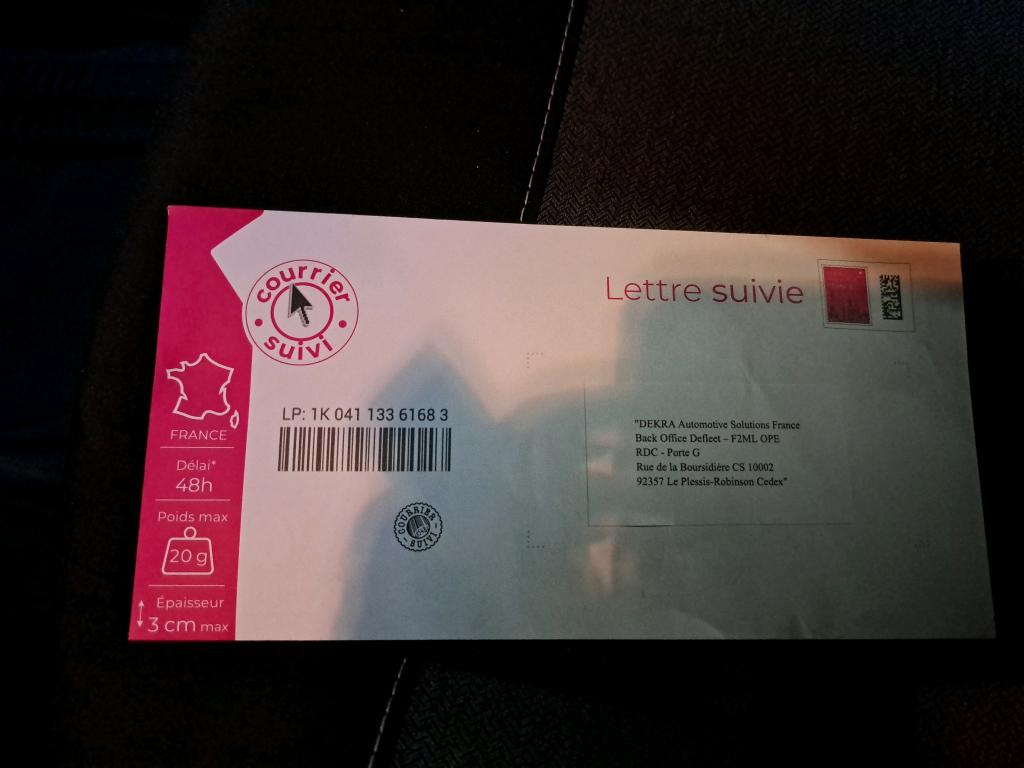 courrier
suivi
Lettre suivie
FRANCE
Délai*
48h
Poids max
20 g
Épaisseur
3 cm max
LP: 1K 041 133 6168 3
COURRIER
SUIVI
"DEKRA Automotive Solutions France
Back Office Defleet – F2ML OPE
RDC - Porte G
Rue de la Boursidière CS 10002
92357 Le Plessis-Robinson Cedex"